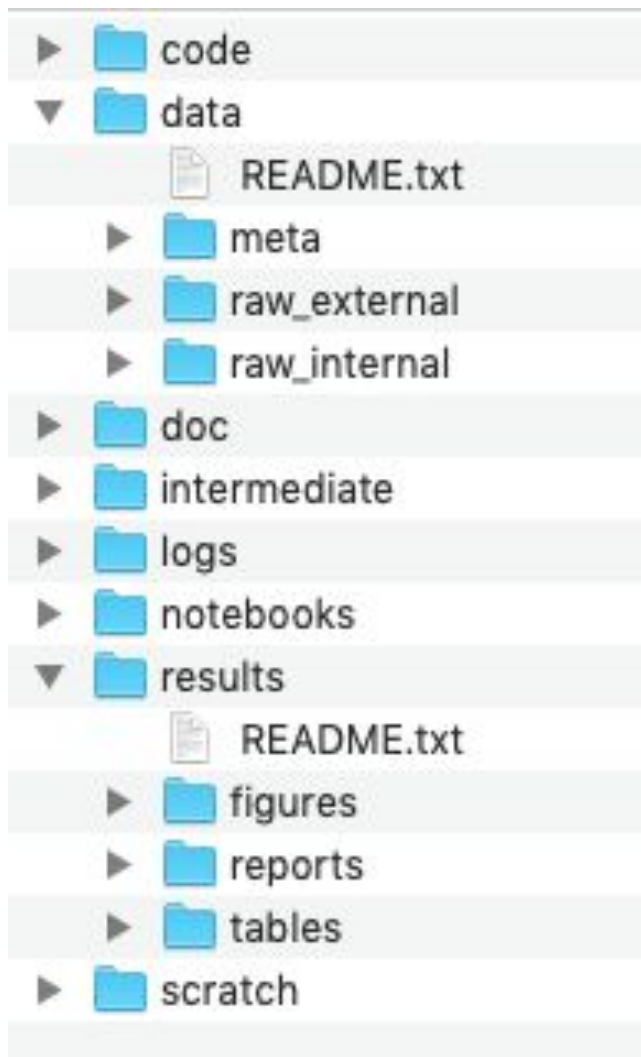 code
data
README.txt
meta
raw_external
raw_internal
doc
intermediate
logs
notebooks
results
README.txt
figures
reports
tables
scratch